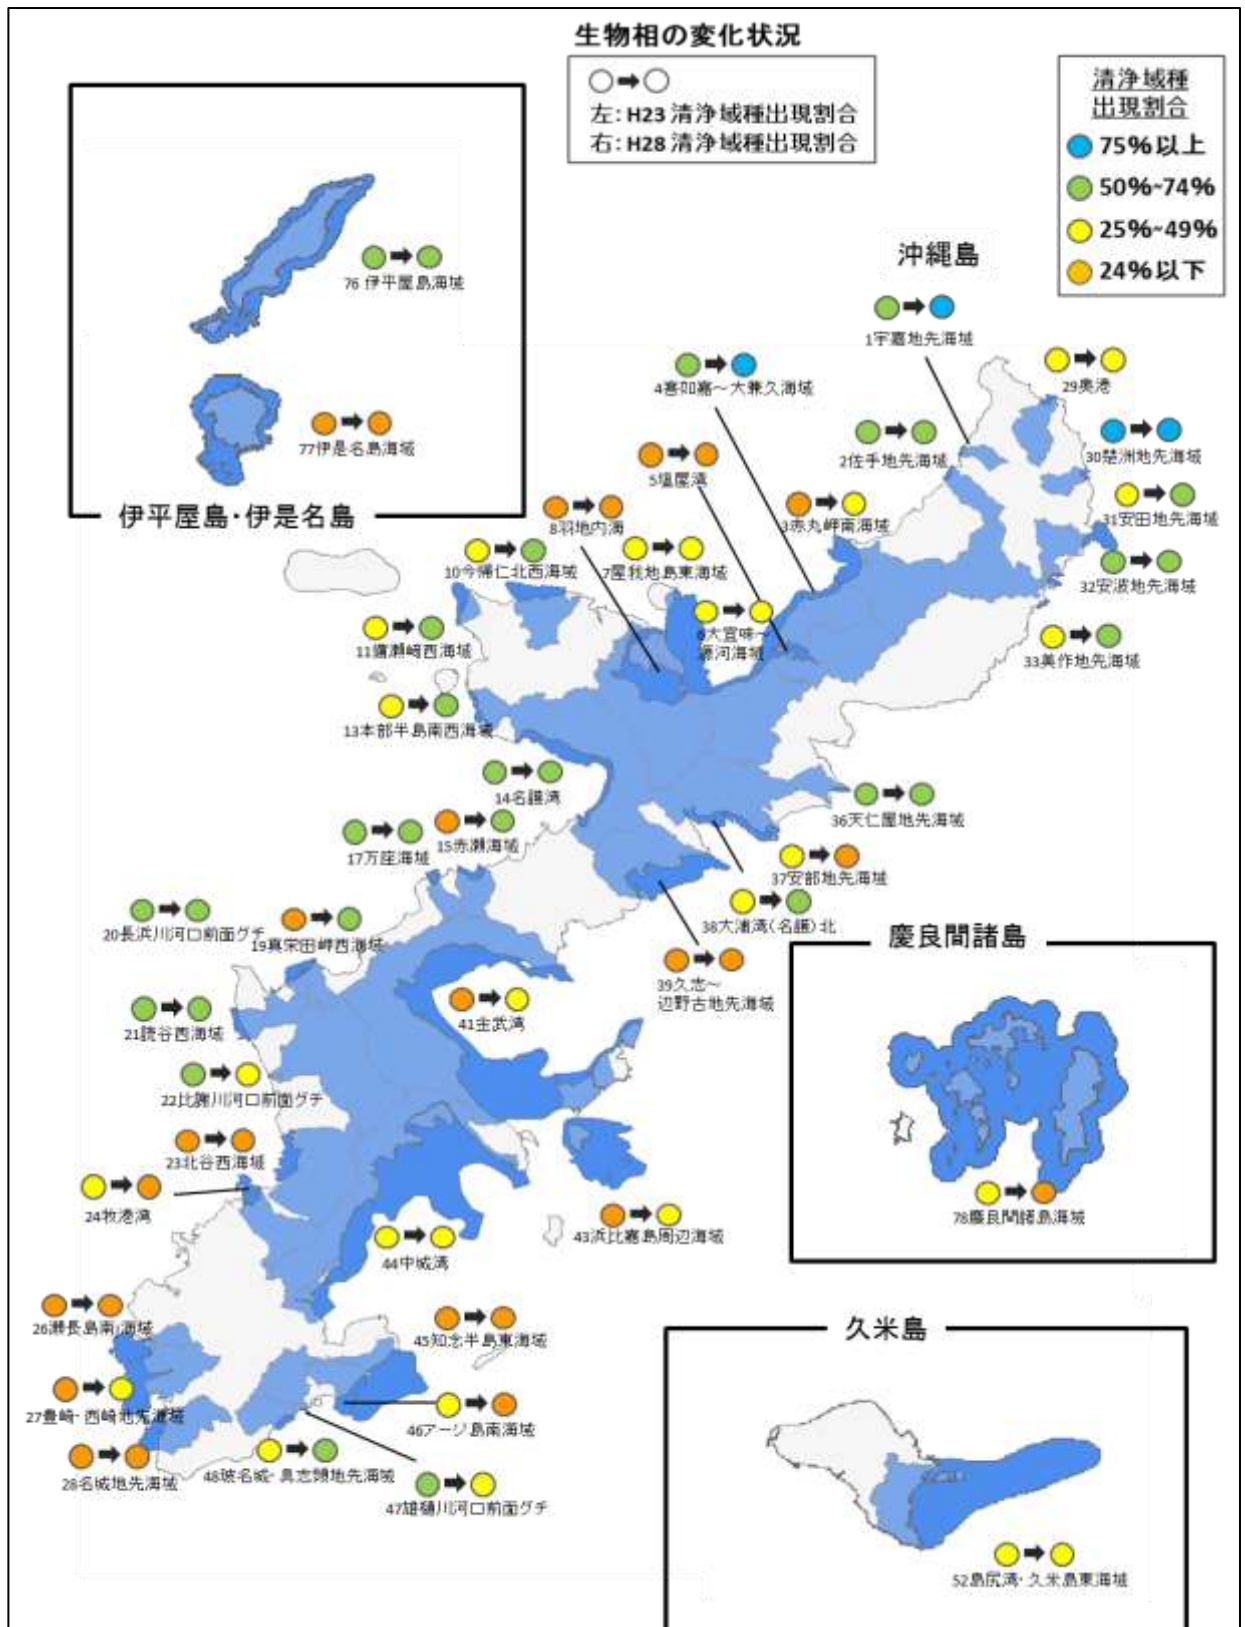 生物相の変化状況
左：H23 清浄域種出現割合
右：H28 清浄域種出現割合
清浄域種
出現割合
75%以上
50%~74%
25%~49%
24%以下
沖縄島
76 伊平屋島海域
77伊是名島海域
伊平屋島・伊是名島
1宇嘉地先海域
4喜如嘉～大兼久海域
29奥港
2佐手地先海域
30楚洲地先海域
5塩屋湾
3赤丸岬南海域
31安田地先海域
8羽地内海
10今帰仁北西海域
7屋我地島東海域
32安波地先海域
6大宜味～
源河海域
11備瀬崎西海域
33美作地先海域
13本部半島南西海域
14名護湾
36天仁屋地先海域
17万座海域
15赤瀬海域
37安部地先海域
38大浦湾(名護)北
20長浜川河口前面グチ
19真栄田岬西海域
39久志～
辺野古地先海域
慶良間諸島
41金武湾
21読谷西海域
22比謝川河口前面グチ
23北谷西海域
24牧港湾
78慶良間諸島海域
43浜比嘉島周辺海域
44中城湾
26瀬長島南海域
45知念半島東海域
久米島
27豊崎・西崎地先海域
46アージ島南海域
28名城地先海域
48玻名城・具志頭地先海域
47雄樋川河口前面グチ
52島尻湾・久米島東海域